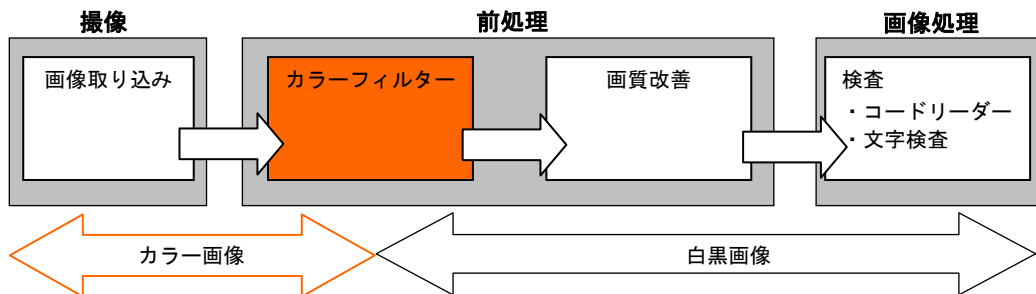 撮像
前処理
画像処理
画像取り込み
カラーフィルター
画質改善
検査
・コードリーダー
・文字検査
カラー画像
白黒画像